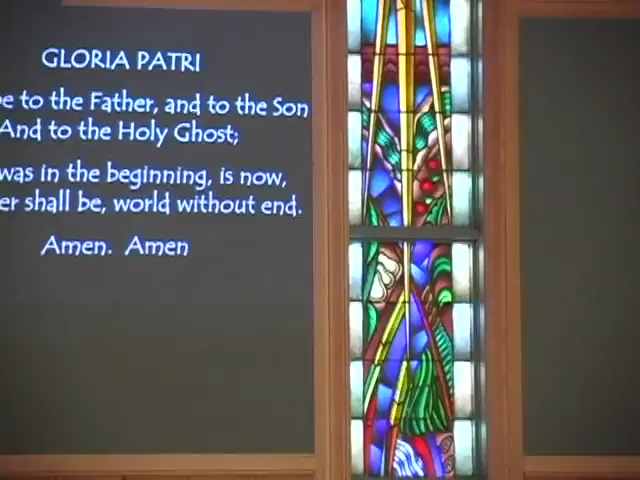 GLORIA PATRI
e to the Father, and to the Son
And to the Holy Ghost;
was in the beginning, is now,
er shall be, world without end.
Amen. Amen